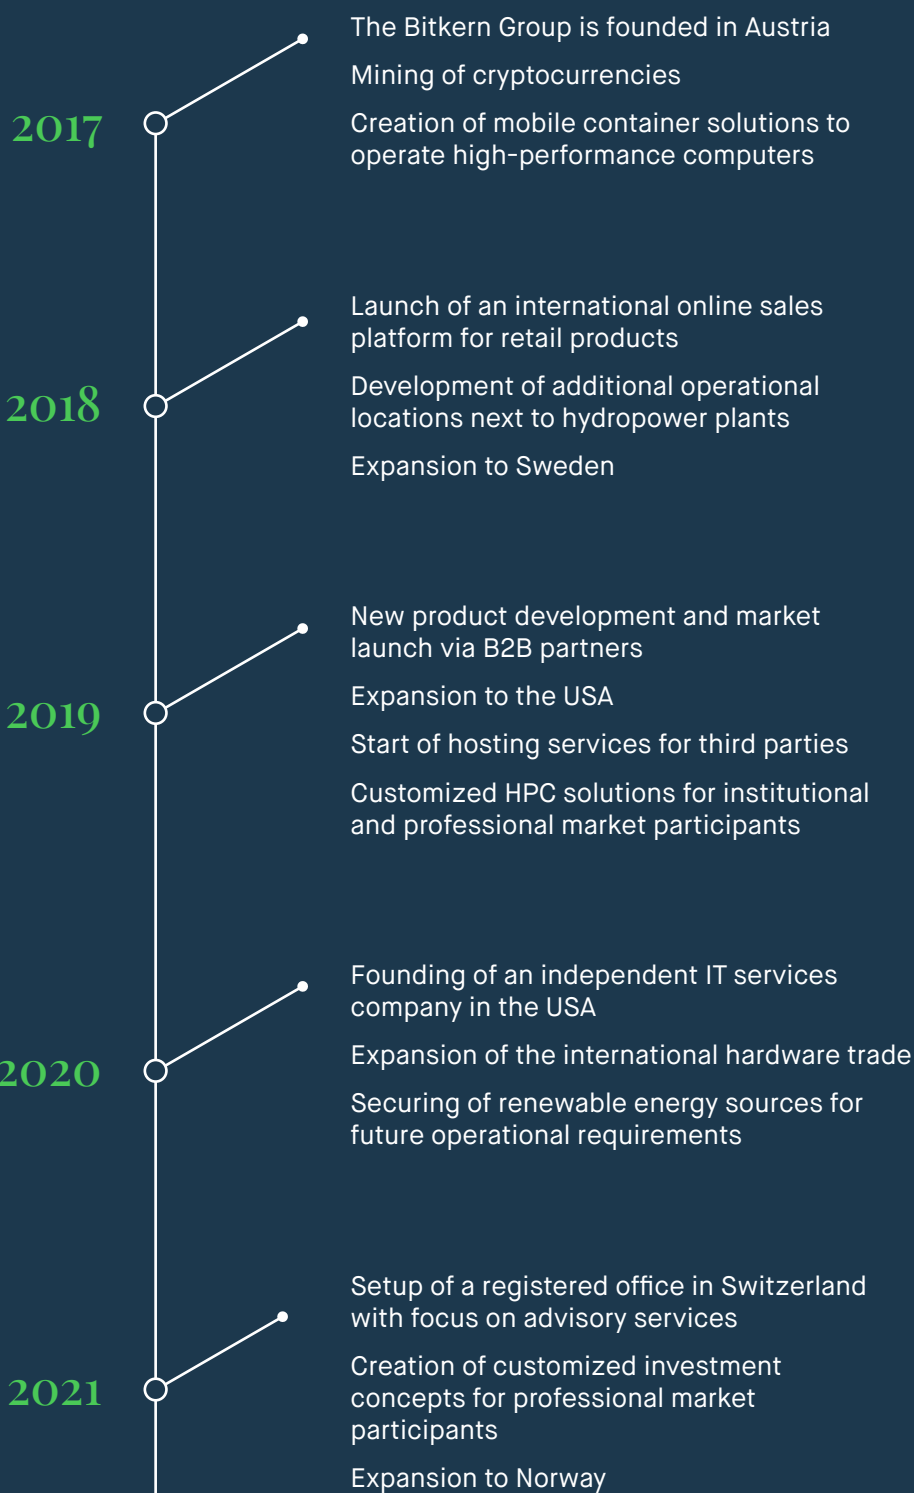 The Bitkern Group is founded in Austria
Mining of cryptocurrencies
2017
Creation of mobile container solutions to
operate high-performance computers
Launch of an international online sales
platform for retail products
2018
Development of additional operational
locations next to hydropower plants
Expansion to Sweden
New product development and market
launch via B2B partners
2019
Expansion to the USA
Start of hosting services for third parties
Customized HPC solutions for institutional
and professional market participants
Founding of an independent IT services
company in the USA
2020
Expansion of the international hardware trade
Securing of renewable energy sources for
future operational requirements
Setup of a registered office in Switzerland
with focus on advisory services
2021
Creation of customized investment
concepts for professional market
participants
Expansion to Norway